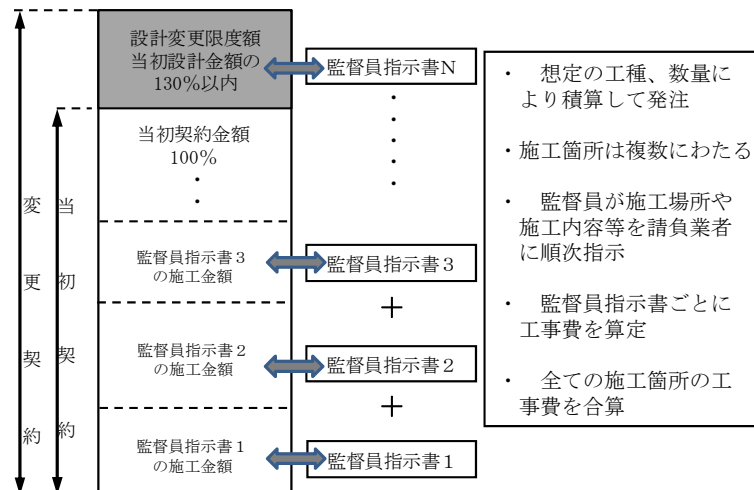 設計変更限度額
当初設計金額の
130%以内
監督員指示書N
当初契約金額
100%
・
・
・
・
・
・
・
監督員指示書3
の施工金額
監督員指示書3
+
監督員指示書2
の施工金額
監督員指示書2
+
監督員指示書1
の施工金額
監督員指示書1
変更契約
当初契約
・ 想定の工種、数量に
より積算して発注
・施工箇所は複数にわたる
・ 監督員が施工場所や
施工内容等を請負業者
に順次指示
・ 監督員指示書ごとに
工事費を算定
・ 全ての施工箇所の工
事費を合算